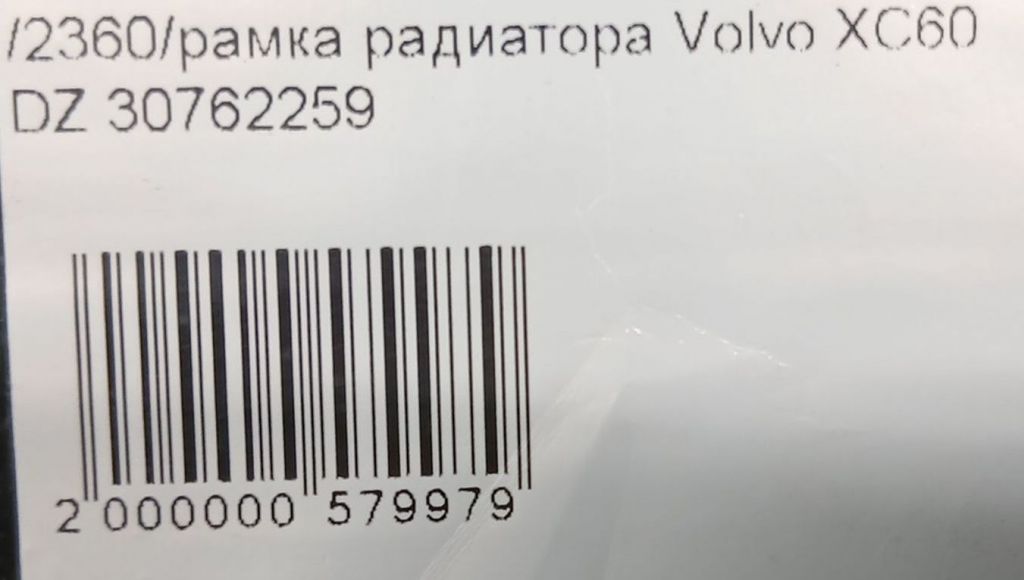 /2360/рамка радиатора Volvo XC60
DZ 30762259
2 000000 579979